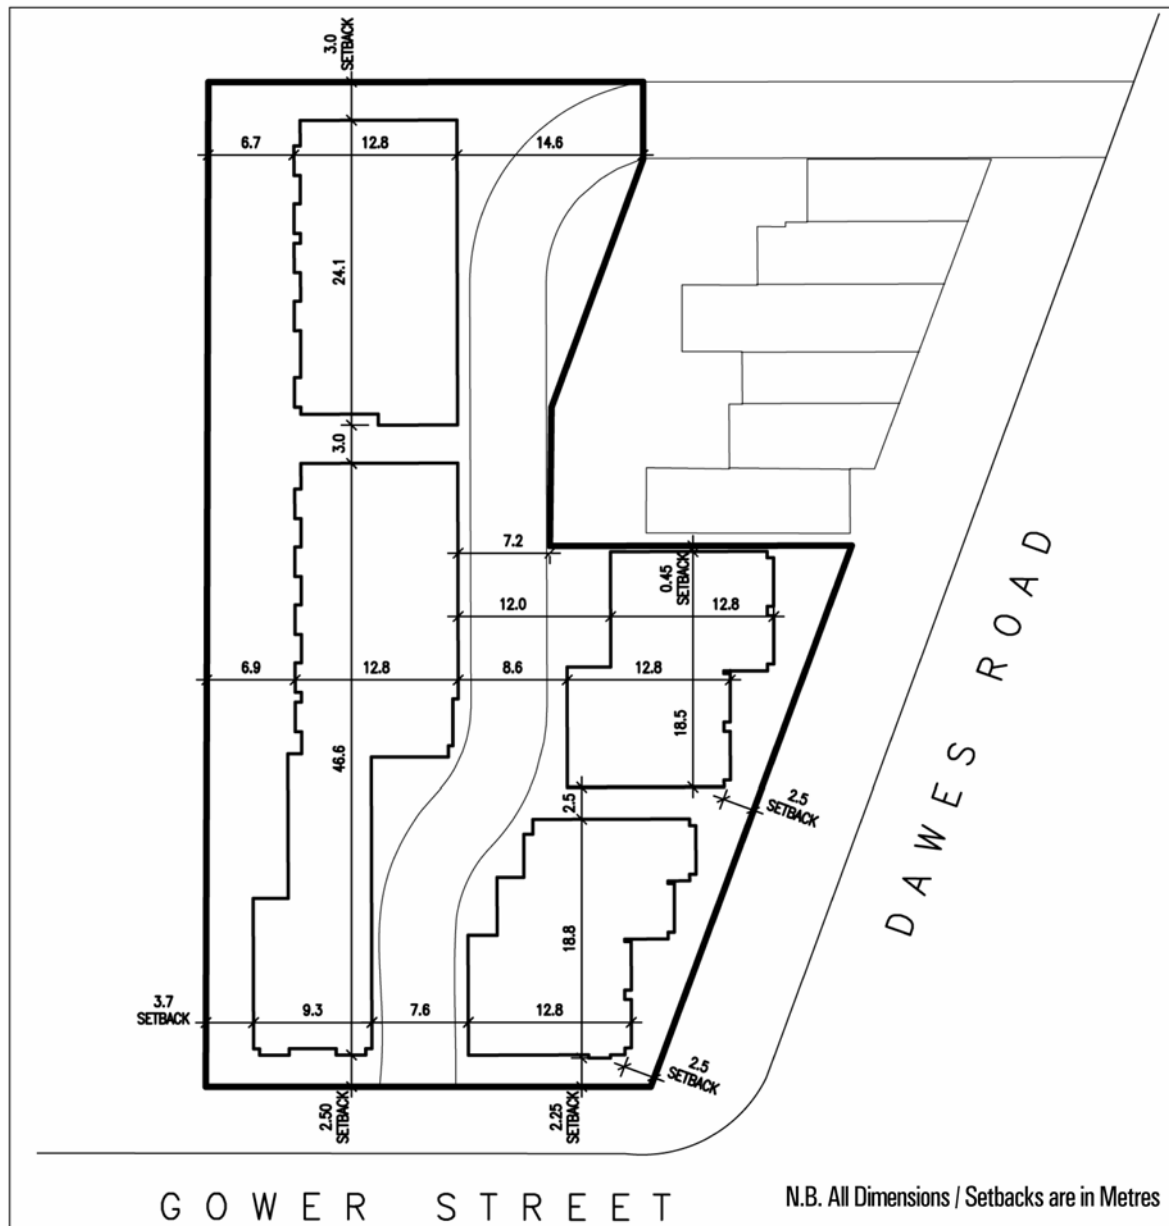 3.0
SETBACK
6.7
12.8
14.6
24.1
3.0
7.2
0.45
SETBACK
12.0
12.8
6.9
12.8
8.6
12.8
18.5
46.6
2.5
2.5
SETBACK
18.8
3.7
SETBACK
9.3
7.6
12.8
2.5
SETBACK
2.50
SETBACK
2.25
SETBACK
DAWES ROAD
GOWER STREET
N.B. All Dimensions / Setbacks are in Metres